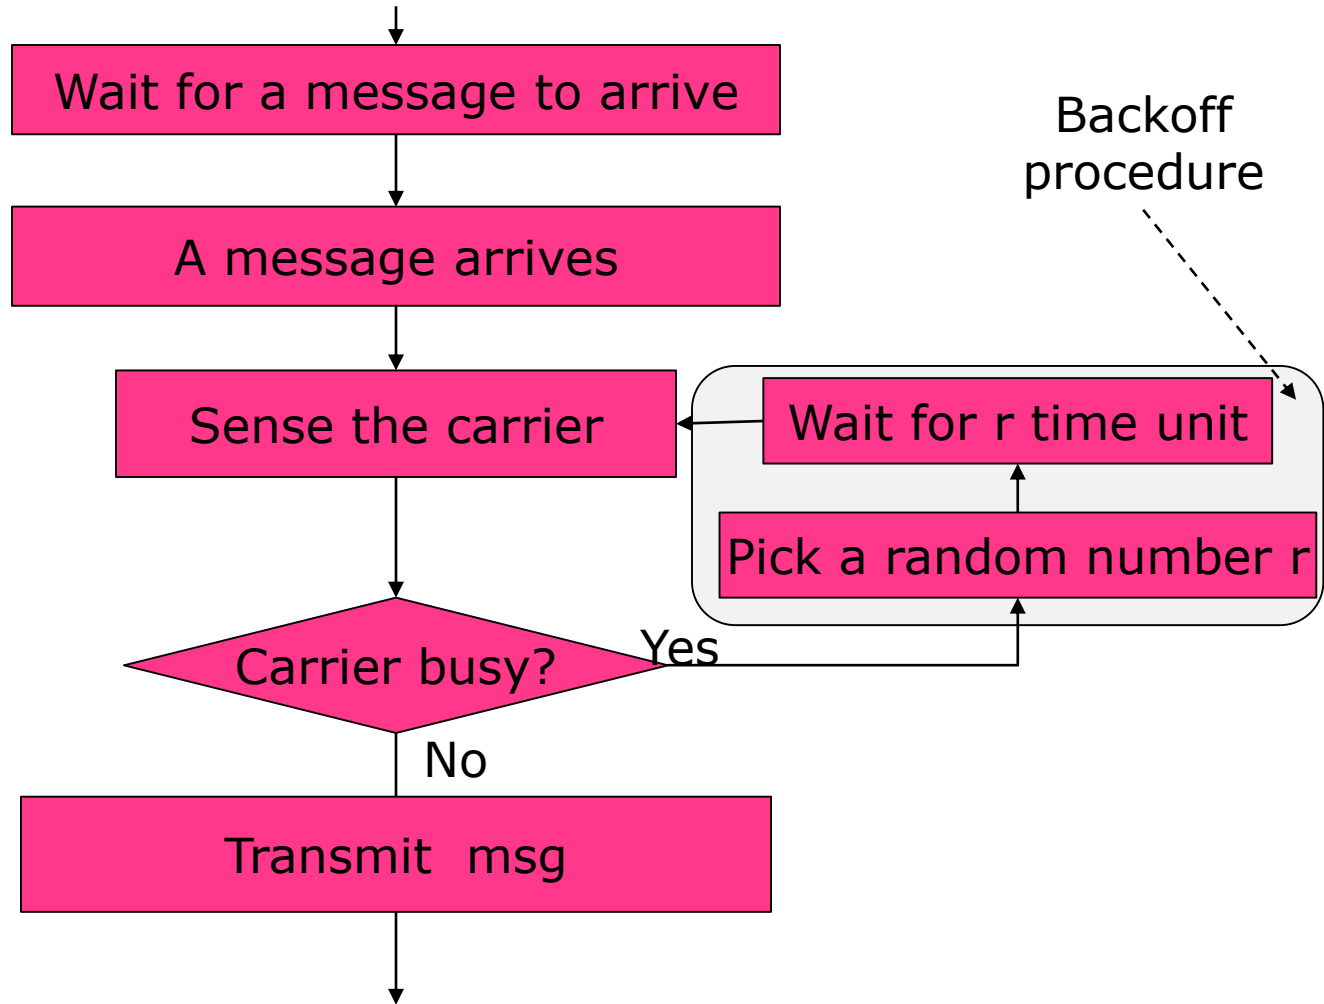 Wait for a message to arrive
Backoff
procedure
A message arrives
Sense the carrier
Wait for r time unit
Pick a random number r
Carrier busy?
Yes
No
Transmit  msg